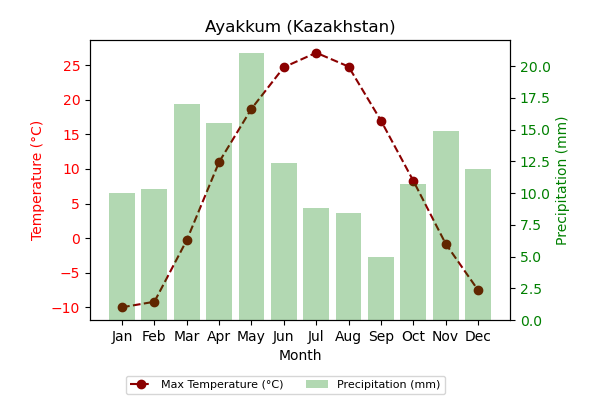 Ayakkum (Kazakhstan)
Temperature (°C)
25
20
15
10
5
0
−5
−10
20.0
17.5
15.0
12.5
10.0
7.5
5.0
2.5
0.0
Precipitation (mm)
Jan Feb Mar Apr May Jun Jul Aug Sep Oct Nov Dec
Month
Max Temperature (°C) Precipitation (mm)